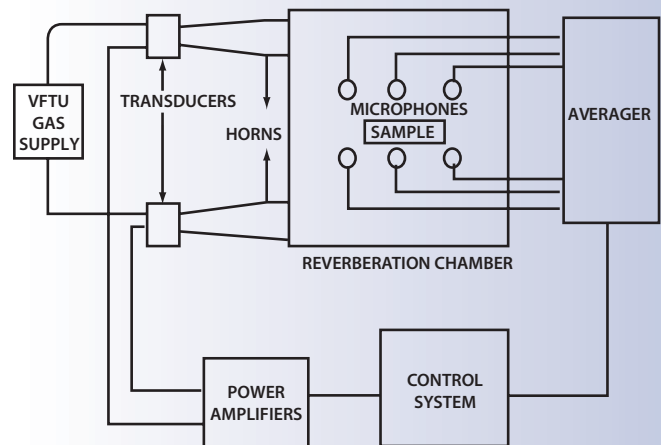 VFTU
GAS
SUPPLY
TRANSDUCERS
HORNS
MICROPHONES
SAMPLE
AVERAGER
REVERBERATION CHAMBER
POWER
AMPLIFIERS
CONTROL
SYSTEM